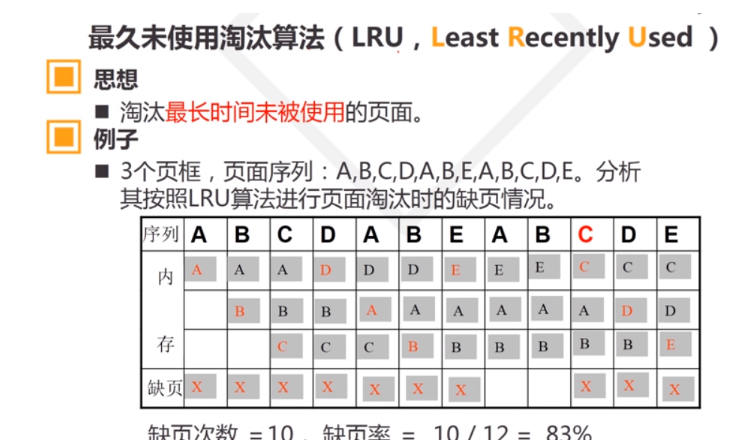 最久未使用淘汰算法（LRU，Least Recently Used ）
思想
■ 淘汰最长时间未被使用的页面。
例子
■ 3个页框，页面序列：A,B,C,D,A,B,E,A,B,C,D,E。分析
其按照LRU算法进行页面淘汰时的缺页情况。
序列 A B C D A B E A B C D E
内 A A A D D D E E E C C C
B B B A A A A A A D D
存 C C C B B B B B B E
缺页 X X X X X X X X X X
缺页次数 =10 ，缺页率 = 10 / 12 = 83%